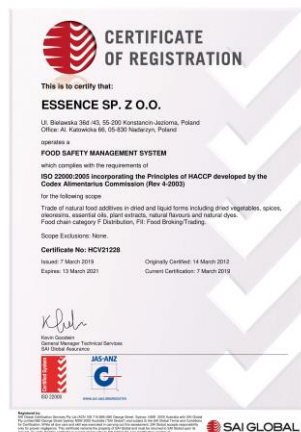 CERTIFICATE
OF REGISTRATION
This is to certify that:
ESSENCE SP. Z O.O.
Ul. Bielawska 36d /43, 55-200 Konstancin-Jeziorna, Poland
Office: Al. Katowicka 66, 05-830 Nadarzyn, Poland
operates a
FOOD SAFETY MANAGEMENT SYSTEM
which complies with the requirements of
ISO 22000:2005 incorporating the Principles of HACCP developed by the
Codex Alimentarius Commission (Rev 4-2003)
for the following scope
Trade of natural food additives in dried and liquid forms including dried vegetables, spices,
oleoresins, essential oils, plant extracts, natural flavours and natural dyes.
Food chain category F Distribution, FII: Food Broking/Trading.
Scope Exclusions: None.
Certificate No: HCV21228
Issued: 7 March 2019
Originally Certified: 14 March 2012
Expires: 13 March 2021
Current Certification: 7 March 2019
Kevin
General Manager Technical Services
SAI Global Assurance
Certified System
ISO 22000
JAS-ANZ
SAI GLOBAL